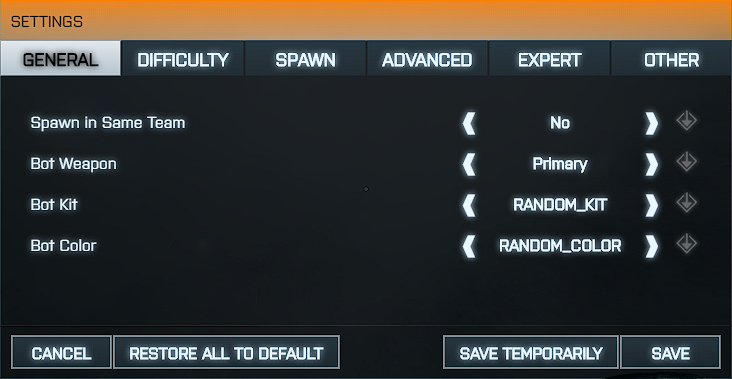 SETTINGS
GENERAL DIFFICULTY SPAWN ADVANCED EXPERT OTHER
Spawn in Same Team No
Bot Weapon Primary
Bot Kit RANDOM_KIT
Bot Color RANDOM_COLOR
CANCEL RESTORE ALL TO DEFAULT SAVE TEMPORARILY SAVE